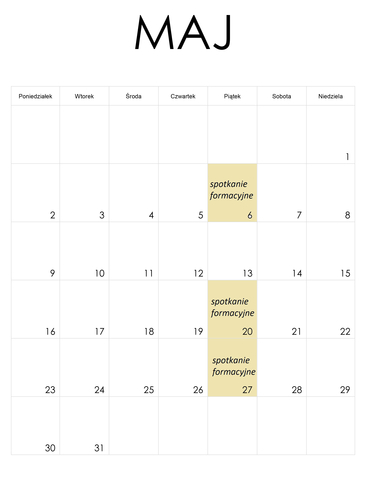 MAJ
Poniedziałek Wtorek Środa Czwartek Piątek Sobota Niedziela
1
spotkanie
formacyjne
2 3 4 5 6 7 8
9 10 11 12 13 14 15
spotkanie
formacyjne
16 17 18 19 20 21 22
spotkanie
formacyjne
23 24 25 26 27 28 29
30 31